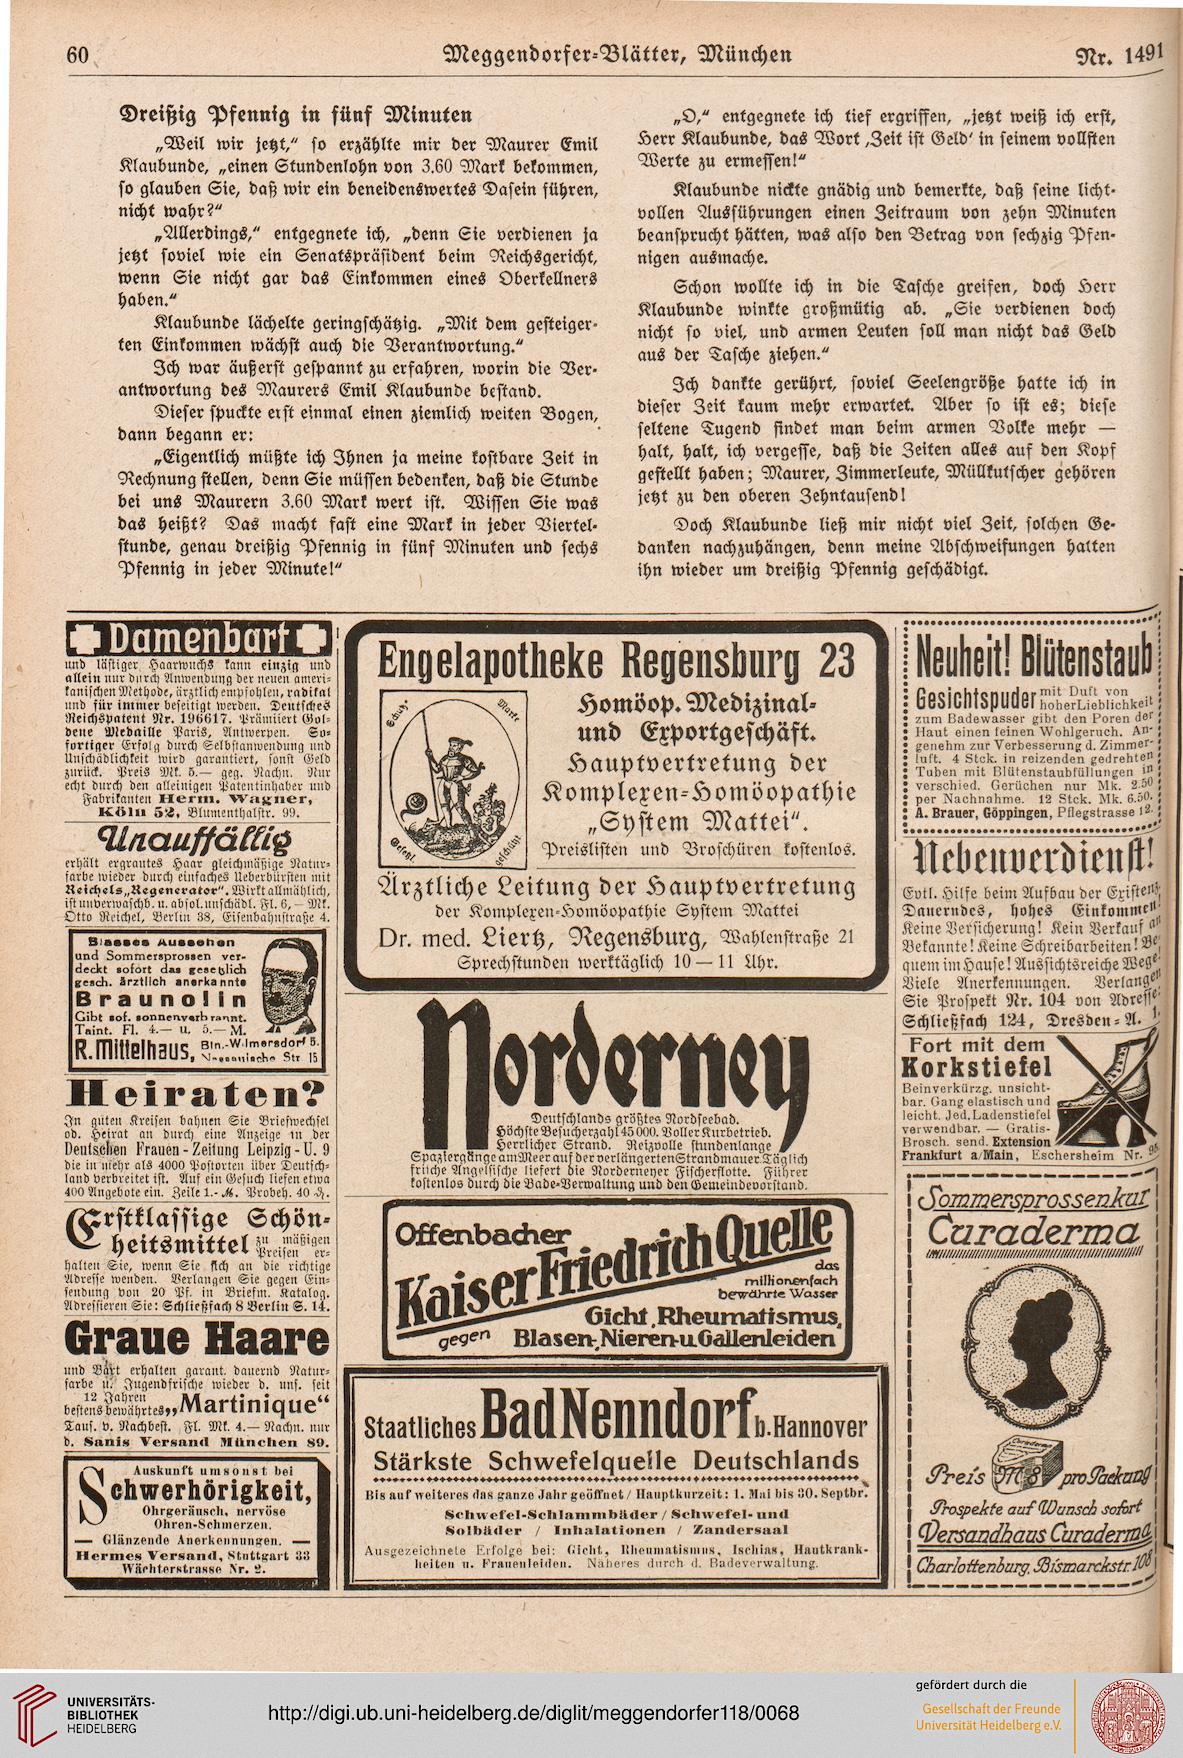 60
Meggendorfer-Blätter, München
Nr. 1491
Dreißig Pfennig in fünf Minuten
„Weil wir jetzt,“ so erzählte mir der Maurer Emil
Klaubunde, „einen Stundenlohn von 3.60 Mark bekommen,
so glauben Sie, daß wir ein beneidenswertes Dasein führen,
nicht wahr?“
„Allerdings,“ entgegnete ich, „denn Sie verdienen ja
jetzt soviel wie ein Senatspräsident beim Reichsgericht,
wenn Sie nicht gar das Einkommen eines Oberkellners
haben.“
Klaubunde lächelte geringschätzig. „Mit dem gesteiger-
ten Einkommen wächst auch die Verantwortung.“
Ich war äußerst gespannt zu erfahren, worin die Ver-
antwortung des Maurers Emil Klaubunde bestand.
Dieser spuckte erst einmal einen ziemlich weiten Bogen,
dann begann er:
„Eigentlich müßte ich Ihnen ja meine kostbare Zeit in
Rechnung stellen, denn Sie müssen bedenken, daß die Stunde
bei uns Maurern 3.60 Mark wert ist. Wissen Sie was
das heißt? Das macht fast eine Mark in jeder Viertel-
stunde, genau dreißig Pfennig in fünf Minuten und sechs
Pfennig in jeder Minute!“
„O,“ entgegnete ich tief ergriffen, „jetzt weiß ich erst,
Herr Klaubunde, das Wort ‚Zeit ist Geld‘ in seinem vollsten
Werte zu ermessen!“
Klaubunde nickte gnädig und bemerkte, daß seine licht-
vollen Ausführungen einen Zeitraum von zehn Minuten
beansprucht hätten, was also den Betrag von sechzig Pfen-
nigen ausmache.
Schon wollte ich in die Tasche greifen, doch Herr
Klaubunde winkte großmütig ab. „Sie verdienen doch
nicht so viel, und armen Leuten soll man nicht das Geld
aus der Tasche ziehen.“
Ich dankte gerührt, soviel Seelengröße hatte ich in
dieser Zeit kaum mehr erwartet. Aber so ist es; diese
seltene Tugend findet man beim armen Volke mehr —
halt, halt, ich vergesse, daß die Zeiten alles auf den Kopf
gestellt haben; Maurer, Zimmerleute, Müllkutscher gehören
jetzt zu den oberen Zehntausend!
Doch Klaubunde ließ mir nicht viel Zeit, solchen Ge-
danken nachzuhängen, denn meine Abschweifungen hatten
ihn wieder um dreißig Pfennig geschädigt.
Damenbart
und lästiger Haarwuchs kann einzig und
allein nur durch Anwendung der neuen ameri-
kanischen Methode, ärztlich empfohlen, radikal
und für immer beseitigt werden. Deutsches
Reichspatent Nr. 196617. Prämiiert Gol-
dene Medaille Paris, Antwerpen. So-
fortiger Erfolg durch Selbstanwendung und
Unschädlichkeit wird garantiert, sonst Geld
zurück. Preis Mk. 5.— geg. Nachn. Nur
echt durch den alleinigen Patentinhaber und
Fabrikanten Herm. Wagner,
Köln 52, Blumenthalstr. 99.
Unauffällig
erhält ergrautes Haar gleichmäßige Natur-
farbe wieder durch einfaches Ueberbürsten mit
Reichels „Regenerator“. Wirkt allmählich,
ist unverwaschb. u. absol. unschädl. Fl. 6,— Mk.
Otto Reichel, Berlin 38, Eisenbahnstraße 4.
Blasses Aussehen
und Sommersprossen ver-
deckt sofort das gesetzlich
gesch. ärztlich anerkannte
Braunolin
Gibt sof. sonnenverbrannt.
Taint. Fl. 4.— u. 5.— M.
R. Mittelhaus, Bln.-Wilmersdorf 5.
Nassauische Str 15
Heiraten?
In guten Kreisen bahnen Sie Briefwechsel
od. Heirat an durch eine Anzeige in der
Deutschen Frauen-Zeitung Leipzig-U. 9
die in mehr als 4000 Postorten über Deutsch-
land verbreitet ist. Auf ein Gesuch liefen etwa
400 Angebote ein. Zeile 1.- ℳ. Probeh. 40 ₰.
Erstklassige Schön-
heitsmittel zu mäßigen
Preisen er-
halten Sie, wenn Sie sich an die richtige
Adresse wenden. Verlangen Sie gegen Ein-
sendung von 20 Pf. in Briefm. Katalog.
Adressieren Sie: Schließfach 8 Berlin S. 14.
Graue Haare
und Bart erhalten garant. dauernd Natur-
farbe u. Jugendfrische wieder d. uns. seit
12 Jahren
bestens bewährtes „Martinique“
Taus. v. Nachbest. Fl. Mk. 4.— Nachn. nur
d. Sanis Versand München 89.
Auskunft umsonst bei
Schwerhörigkeit,
Ohrgeräusch, nervöse
Ohren-Schmerzen.
— Glänzende Anerkennungen. —
Hermes Versand, Stuttgart 33
Wächterstrasse Nr. 2.
Engelapotheke Regensburg 23
Schutz-
Marke
Gesetzl.
geschützt
Homöop. Medizinal-
und Exportgeschäft.
Hauptvertretung der
Komplexen-Homöopathie
„System Mattei“.
Preislisten und Broschüren kostenlos.
Ärztliche Leitung der Hauptvertretung
der Komplexen-Homöopathie System Mattei
Dr. med. Liertz, Regensburg, Wahlenstraße 21
Sprechstunden werktäglich 10—11 Uhr.
Norderney
Deutschlands größtes Nordseebad.
Höchste Besucherzahl 45 000. Voller Kurbetrieb.
Herrlicher Strand. Reizvolle stundenlange
Spaziergänge am Meer auf der verlängerten Strandmauer. Täglich
frische Angelfische liefert die Norderneyer Fischerflotte. Führer
kostenlos durch die Bade-Verwaltung und den Gemeindevorstand.
Offenbacher
Kaiser Friedrich Quelle
das
millionenfach
bewährte Wasser
gegen
Gicht, Rheumatismus,
Blasen-, Nieren- u. Gallenleiden
Staatliches Bad Nenndorf b. Hannover
Stärkste Schwefelquelle Deutschlands
Bis auf weiteres das ganze Jahr geöffnet / Hauptkurzeit: 1. Mai bis 30. Septbr.
Schwefel-Schlammbäder / Schwefel- und
Solbäder / Inhalationen / Zandersaal
Ausgezeichnete Erfolge bei: Gicht, Rheumatismus, Ischias, Hautkrank-
heiten u. Frauenleiden. Näheres durch d. Badeverwaltung.
Neuheit! Blütenstaub
Gesichtspuder mit Duft von
hoher Lieblichkeit
zum Badewasser gibt den Poren der
Haut einen feinen Wohlgeruch. An-
genehm zur Verbesserung d. Zimmer-
luft. 4 Stck. in reizenden gedrehten
Tuben mit Blütenstaubfüllungen in
verschied. Gerüchen nur Mk. 2.50
per Nachnahme. 12 Stck. Mk. 6.50.
A. Brauer, Göppingen, Pflegstrasse 12.
Nebenverdienst!
Evtl. Hilfe beim Aufbau der Existenz.
Dauerndes, hohes Einkommen.
Keine Versicherung! Kein Verkauf an
Bekannte! Keine Schreibarbeiten! Be-
quem im Hause! Aussichtsreiche Wege!
Viele Anerkennungen. Verlangen
Sie Prospekt Nr. 104 von Adresse:
Schließfach 124, Dresden-A. 1.
Fort mit dem
Korkstiefel
Beinverkürzg. unsicht-
bar. Gang elastisch und
leicht. Jed. Ladenstiefel
verwendbar. — Gratis-
Brosch. send. Extension
Frankfurt a/Main, Eschersheim Nr. 95.
Sommersprossenkur
Curaderma
Preis M 8 pro Packung
Prospekte auf Wunsch sofort
Versandhaus Curaderma
Charlottenburg, Bismarckstr. 108
UNIVERSITÄTS-
BIBLIOTHEK
HEIDELBERG
http://digi.ub.uni-heidelberg.de/diglit/meggendorfer118/0068
gefördert durch die
Gesellschaft der Freunde
Universität Heidelberg e.V.